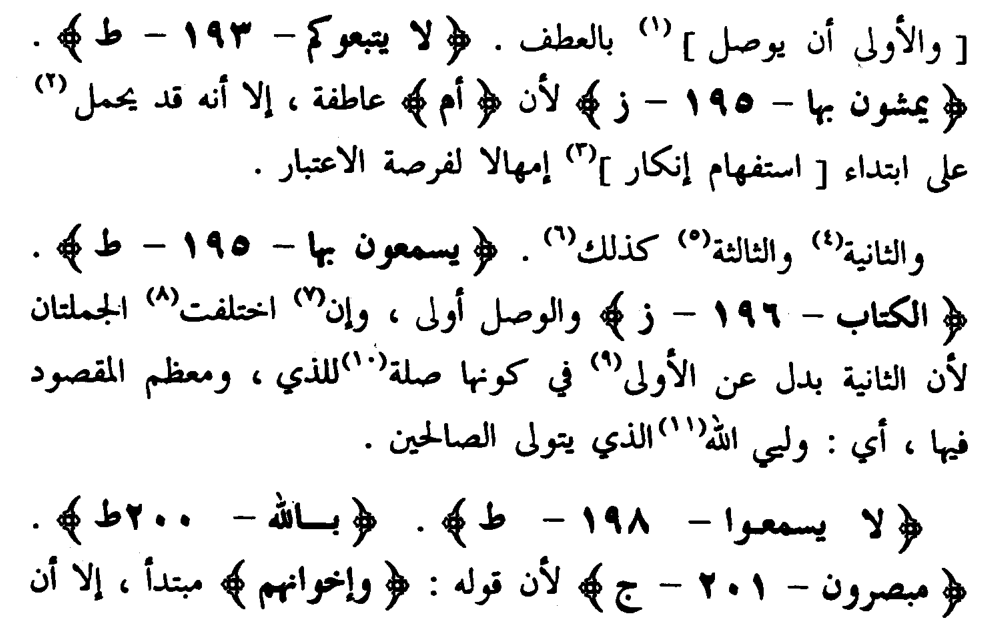 [ والأولى أن يوصل ] (١) بالعطف . ﴿ لا يتبعوكم – ١٩٣ – ط ﴾ .
﴿ يمشون بها – ١٩٥ – ز ﴾ لأن ﴿ أم ﴾ عاطفة ، إلا أنه قد يحمل (٢)
على ابتداء [ استفهام إنكار ] (٣) إمهالا لفرصة الاعتبار .
والثانية (٤) والثالثة (٥) كذلك (٦) . ﴿ يسمعون بها – ١٩٥ – ط ﴾ .
﴿ الكتاب – ١٩٦ – ز ﴾ والوصل أولى ، وإن (٧) اختلفت (٨) الجملتان
لأن الثانية بدل عن الأولى (٩) في كونها صلة (١٠) للذي ، ومعظم المقصود
فيها ، أي : وليي الله (١١) الذي يتولى الصالحين .
﴿ لا يسمعوا – ١٩٨ – ط ﴾ . ﴿ بالله – ٢٠٠ ط ﴾ .
﴿ مبصرون – ٢٠١ – ج ﴾ لأن قوله : ﴿ وإخوانهم ﴾ مبتدأ ، إلا أن